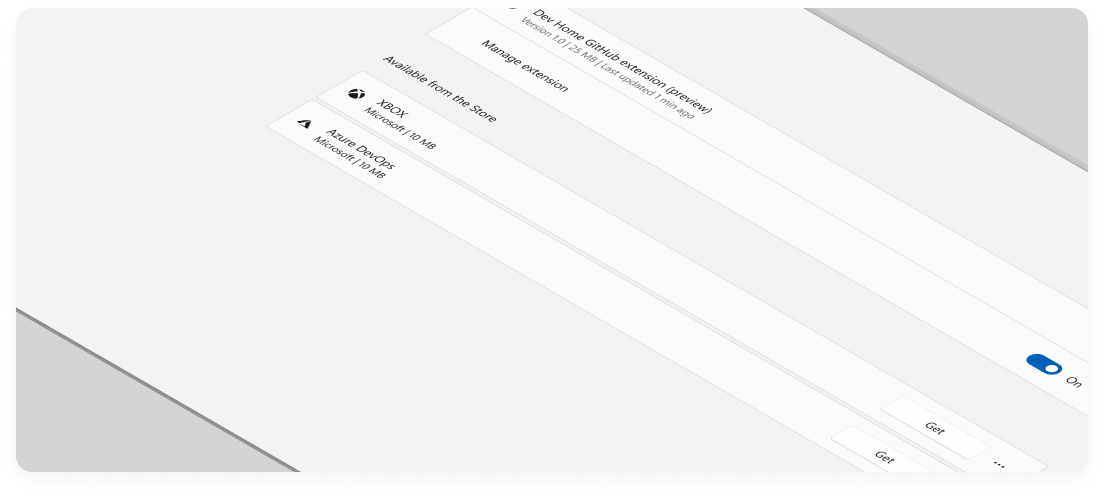 Dev Home GitHub extension (preview)
Version 1.0 | 25 MB | Last updated 1 min ago
Manage extension
On
Available from the Store
XBOX
Microsoft | 10 MB
Get
...
Azure DevOps
Microsoft | 10 MB
Get